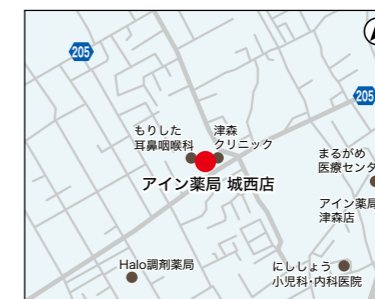 205
205
もりした
耳鼻咽喉科
津森
クリニック
アイン薬局 城西店
まるがめ
医療センタ
アイン薬局
津森店
Halo調剤薬局
にししょう
小児科・内科医院